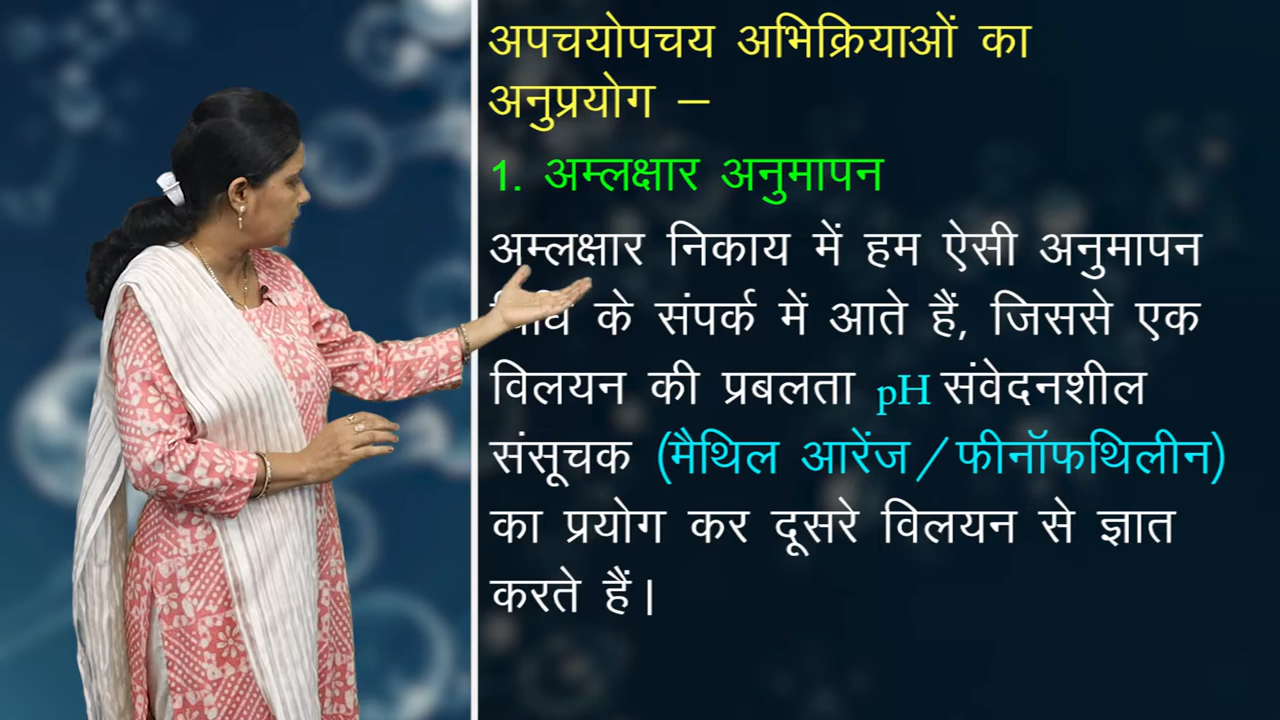 अपचयोपचय अभिक्रियाओं का
अनुप्रयोग –
1. अम्लक्षार अनुमापन
अम्लक्षार निकाय में हम ऐसी अनुमापन
के संपर्क में आते हैं, जिससे एक
विलयन की प्रबलता pH संवेदनशील
संसूचक (मैथिल आरेंज / फीनॉफथिलीन)
का प्रयोग कर दूसरे विलयन से ज्ञात
करते हैं।